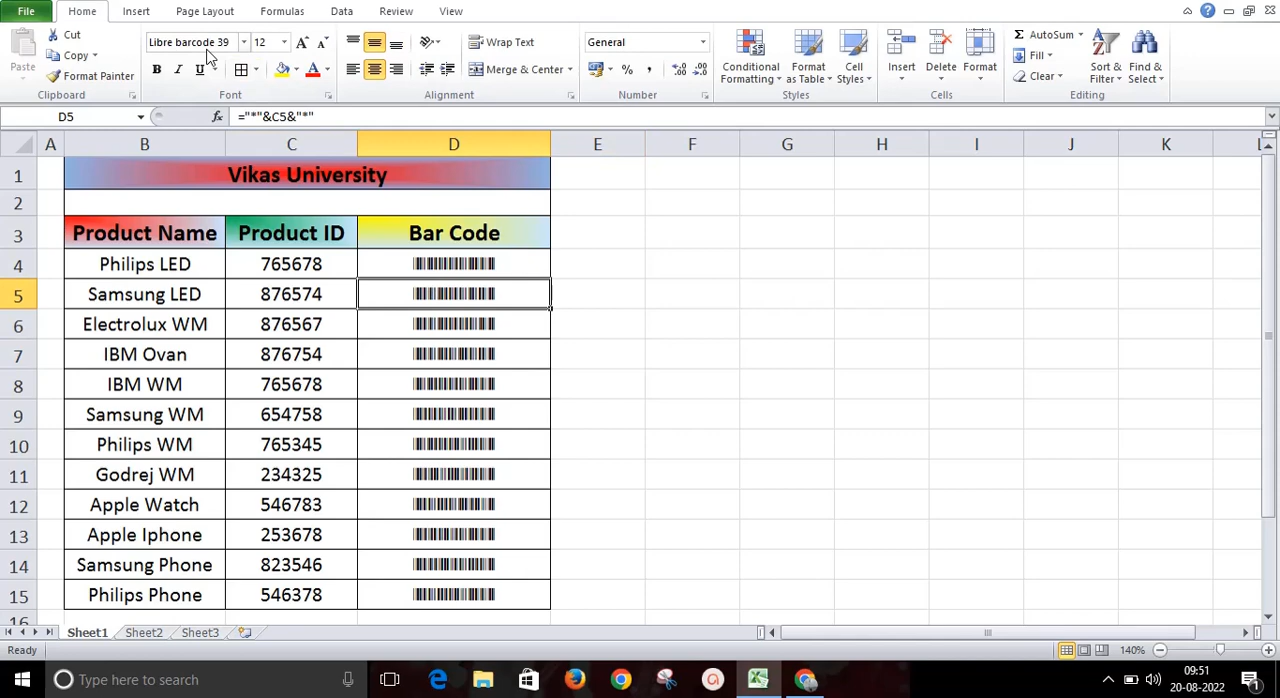 File Home Insert Page Layout Formulas Data Review View
Cut
Copy
Format Painter
Paste
Clipboard
Libre barcode 39 12
B I U
Font
Wrap Text
Merge & Center
Alignment
General
Number
Conditional Formatting
Format as Table
Cell Styles
Styles
Insert Delete Format
Cells
AutoSum
Fill
Clear
Sort & Filter
Find & Select
Editing
D5 fx ="*"&C5&"*"
A B C D E F G H I J K L
1 Vikas University
2
3 Product Name Product ID Bar Code
4 Philips LED 765678
5 Samsung LED 876574
6 Electrolux WM 876567
7 IBM Ovan 876754
8 IBM WM 765678
9 Samsung WM 654758
10 Philips WM 765345
11 Godrej WM 234325
12 Apple Watch 546783
13 Apple Iphone 253678
14 Samsung Phone 823546
15 Philips Phone 546378
16
Sheet1 Sheet2 Sheet3
Ready 140%
Type here to search
09:51
20-08-2022